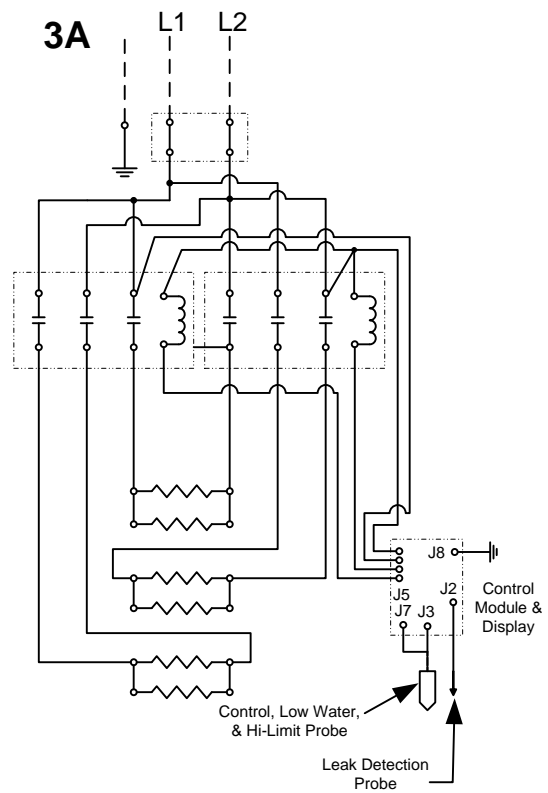 3A
L1
L2
J8
J5
J2
J7
J3
Control
Module &
Display
Control, Low Water,
& Hi-Limit Probe
Leak Detection
Probe